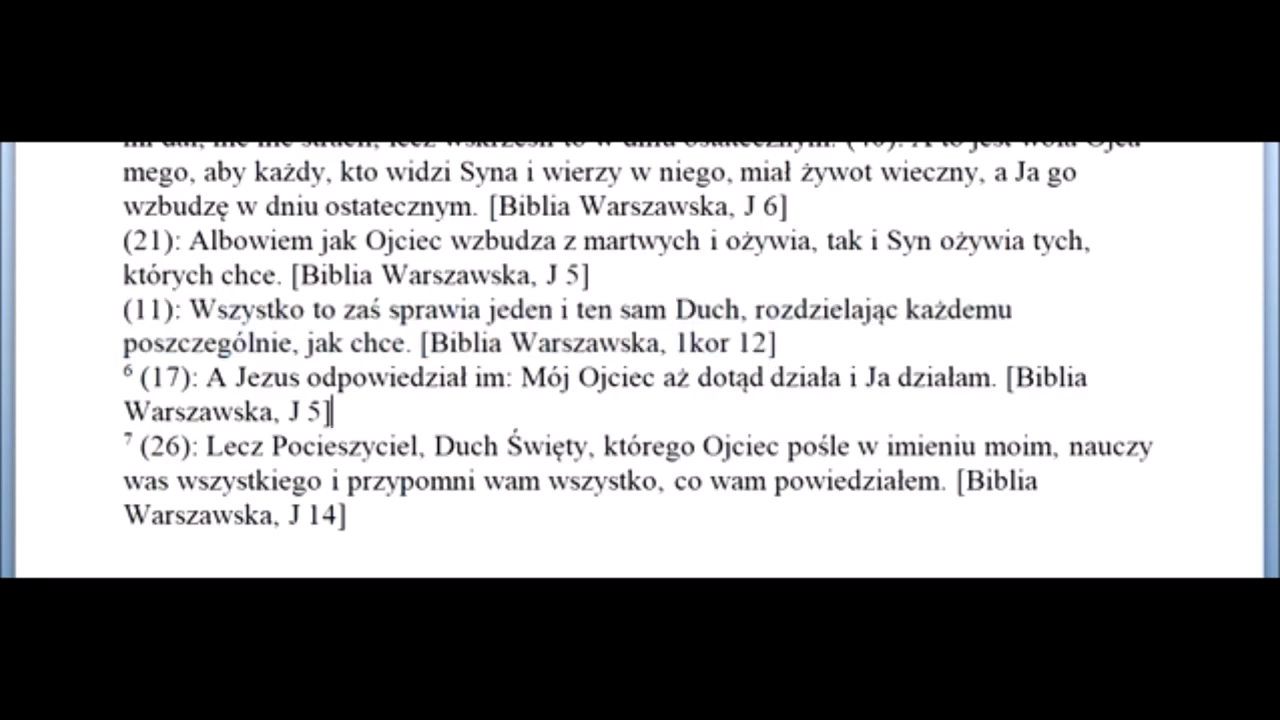 mego, aby każdy, kto widzi Syna i wierzy w niego, miał żywot wieczny, a Ja go
wzbudzę w dniu ostatecznym. [Biblia Warszawska, J 6]
(21): Albowiem jak Ojciec wzbudza z martwych i ożywia, tak i Syn ożywia tych,
których chce. [Biblia Warszawska, J 5]
(11): Wszystko to zaś sprawia jeden i ten sam Duch, rozdzielając każdemu
poszczególnie, jak chce. [Biblia Warszawska, 1kor 12]
⁶ (17): A Jezus odpowiedział im: Mój Ojciec aż dotąd działa i Ja działam. [Biblia
Warszawska, J 5]
⁷ (26): Lecz Pocieszyciel, Duch Święty, którego Ojciec pośle w imieniu moim, nauczy
was wszystkiego i przypomni wam wszystko, co wam powiedziałem. [Biblia
Warszawska, J 14]